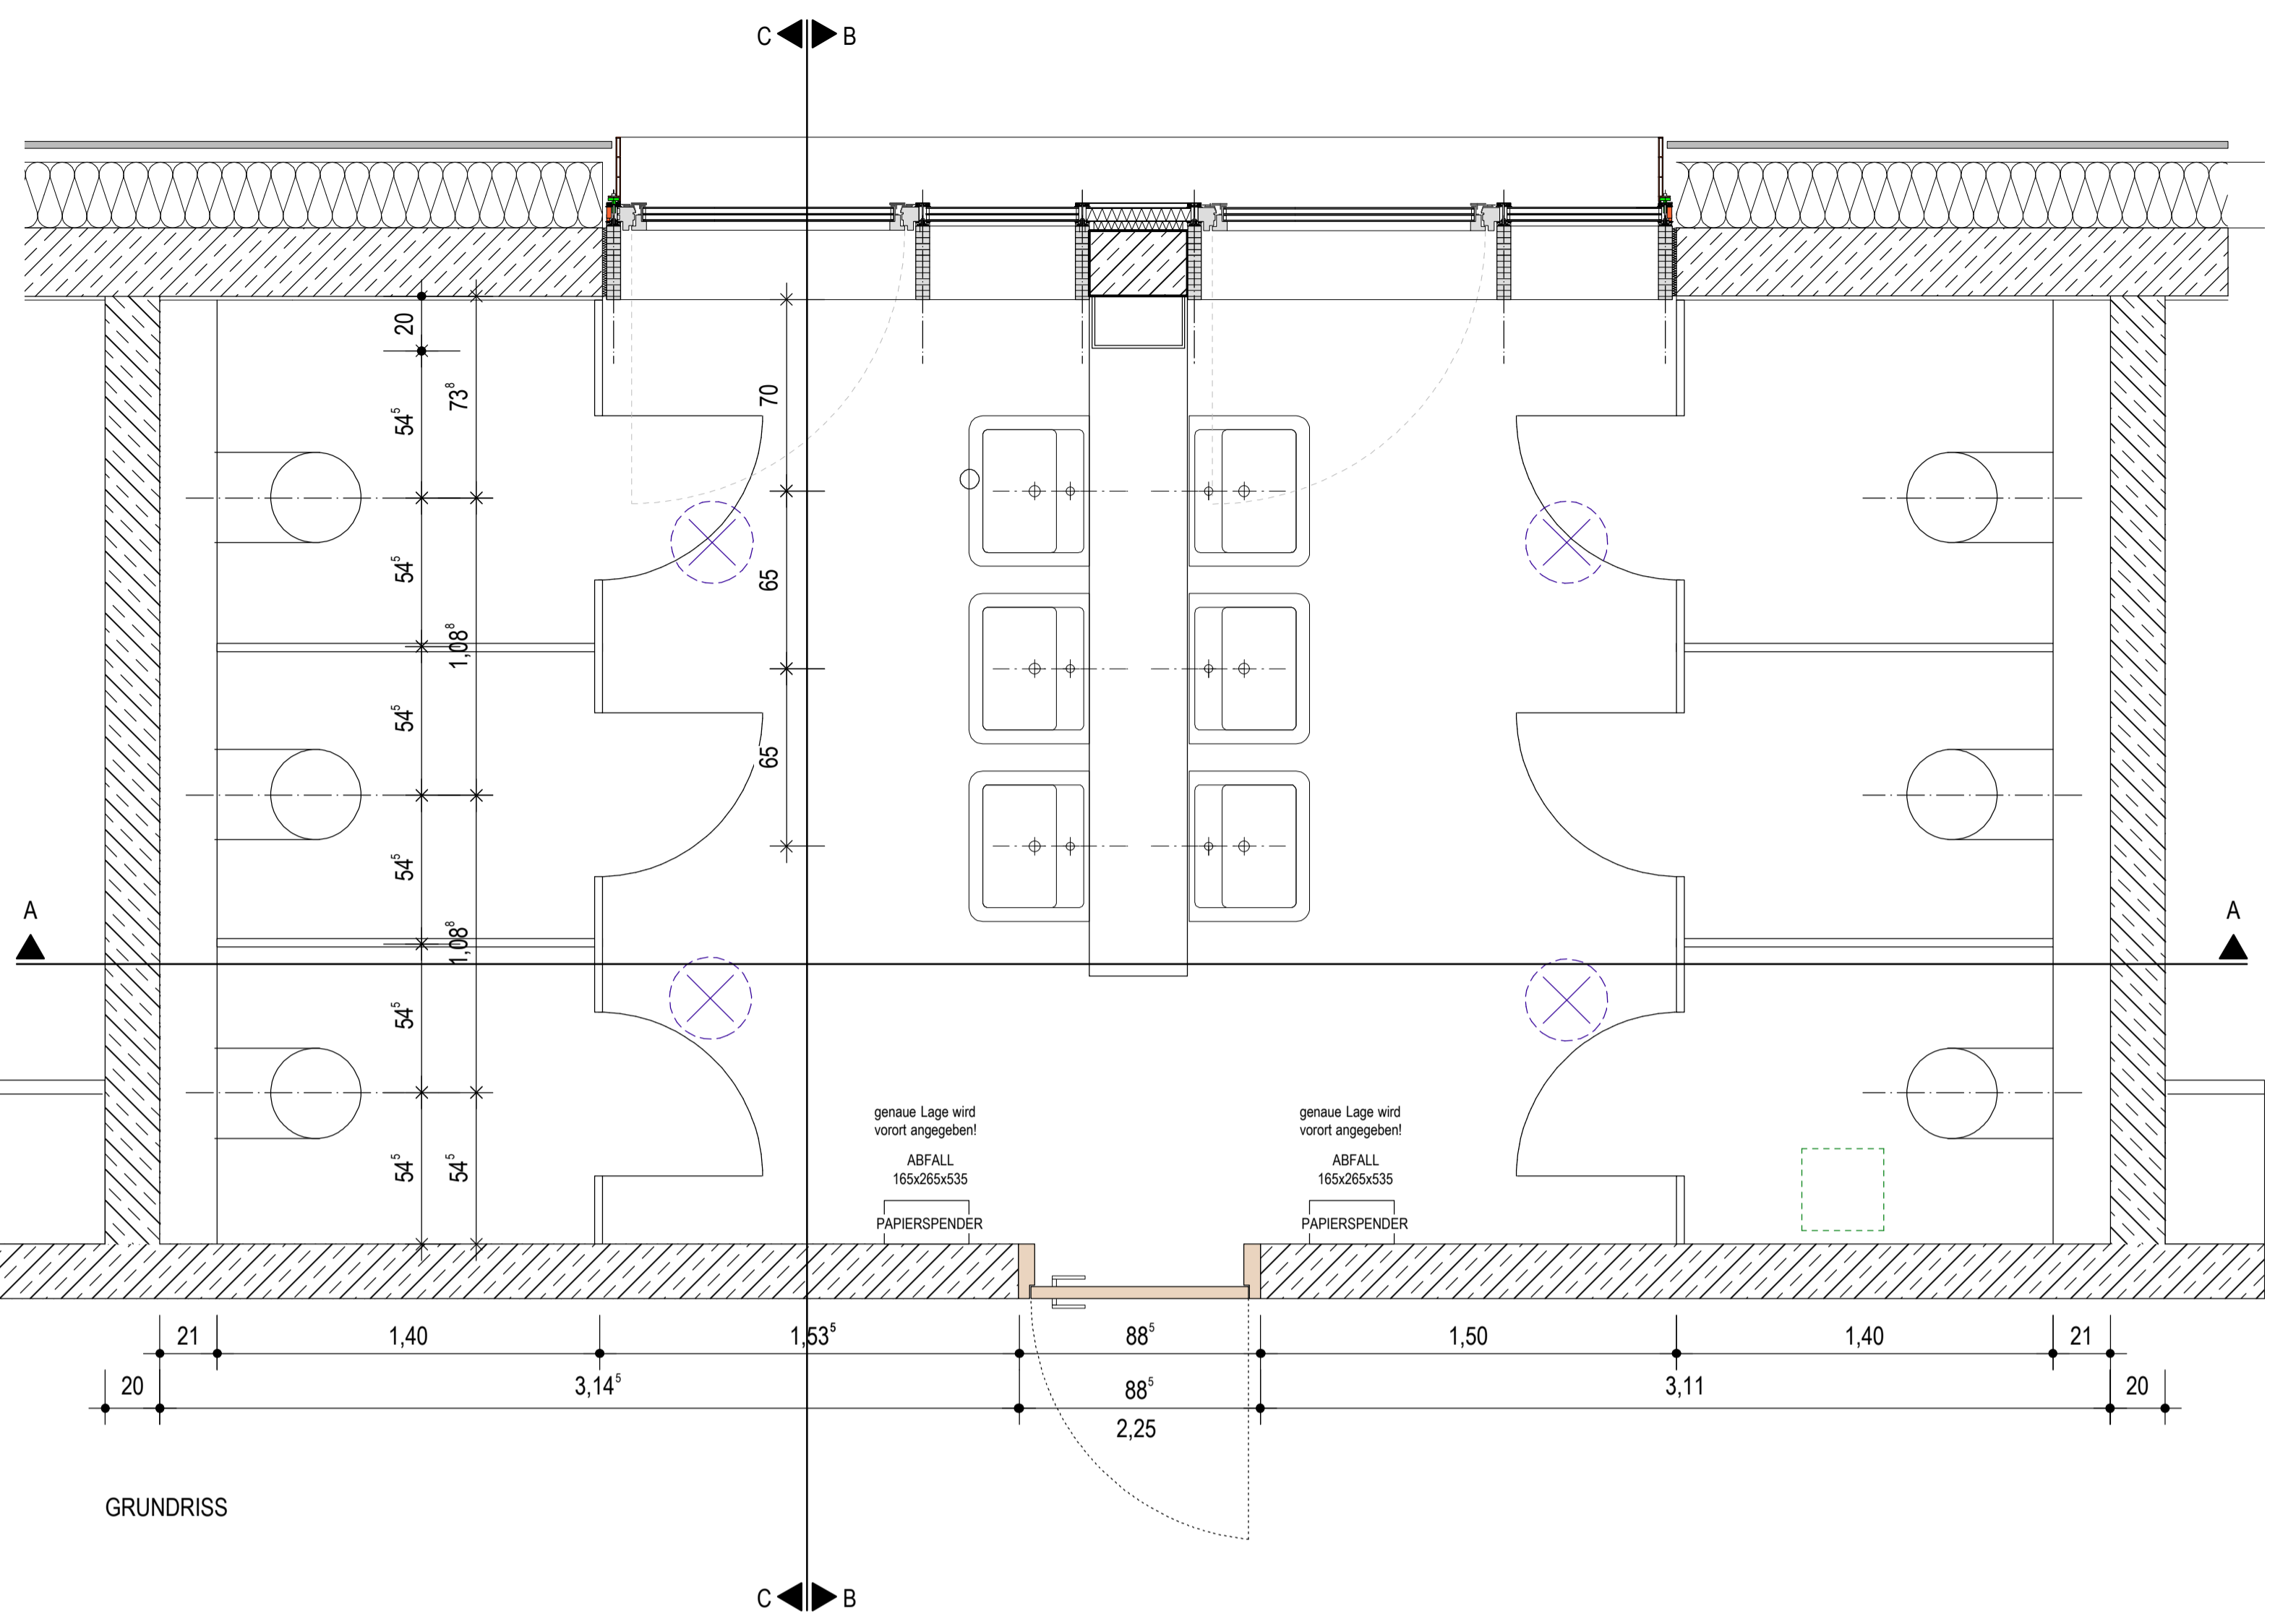 C B
20
54⁵
73⁸
70
54⁵
65
1,08⁸
54⁵
65
54⁵
A
A
1,08⁸
54⁵
genaue Lage wird
vorort angegeben!
ABFALL
165x265x535
PAPIERSPENDER
genaue Lage wird
vorort angegeben!
ABFALL
165x265x535
PAPIERSPENDER
54⁵
54⁵
21 1,40 1,53⁵ 88⁵ 1,50 1,40 21
20 3,14⁵ 88⁵ 3,11 20
2,25
GRUNDRISS
C B